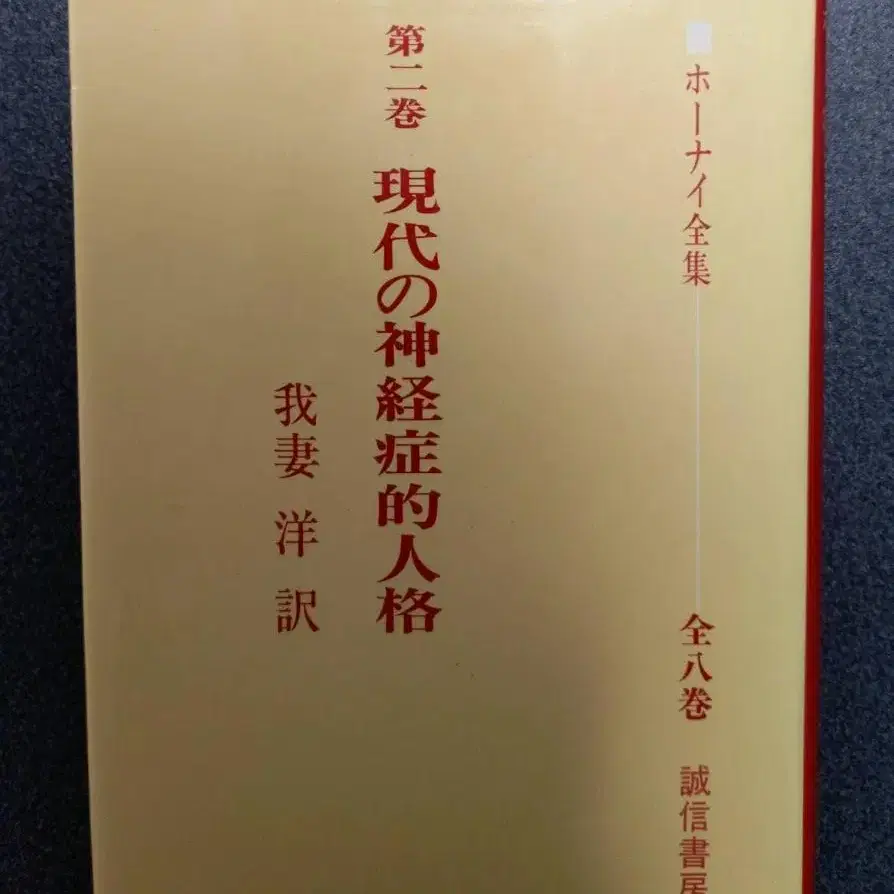 ホーナイ全集
全八巻
誠信書房
第二巻 現代の神経症的人格
我妻 洋 訳